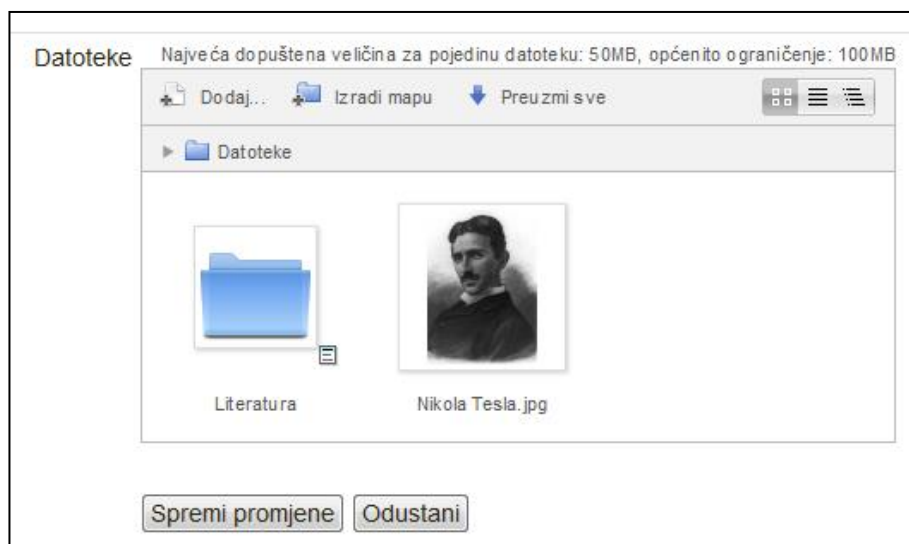 Datoteke Najveća dopuštena veličina za pojedinu datoteku: 50MB, općenito ograničenje: 100MB
Dodaj... Izradi mapu Preuzmi sve
Datoteke
Literatura Nikola Tesla.jpg
Spremi promjene Odustani